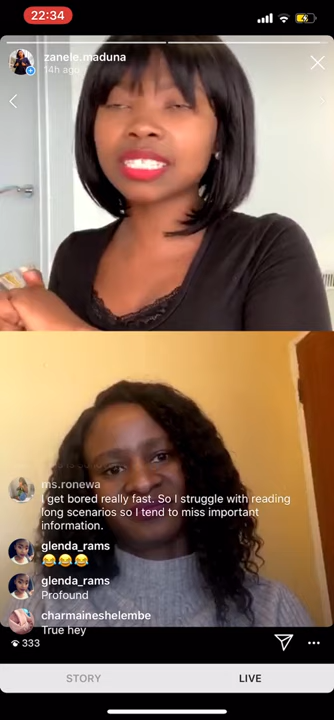 22:34
zanele.maduna
14h ago
ms.ronewa
I get bored really fast. So I struggle with reading
long scenarios so I tend to miss important
information.
glenda_rams
😂😂😂
glenda_rams
Profound
charmaineshelembe
True hey
333
STORY
LIVE